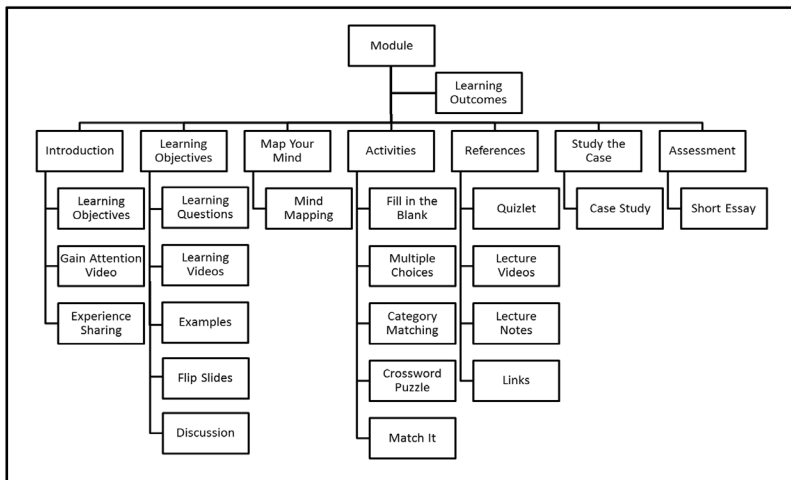 Module
Learning
Outcomes
Introduction
Learning
Objectives
Map Your
Mind
Activities
References
Study the
Case
Assessment
Learning
Objectives
Gain Attention
Video
Experience
Sharing
Learning
Questions
Learning
Videos
Examples
Flip Slides
Discussion
Mind
Mapping
Fill in the
Blank
Multiple
Choices
Category
Matching
Crossword
Puzzle
Match It
Quizlet
Lecture
Videos
Lecture
Notes
Links
Case Study
Short Essay